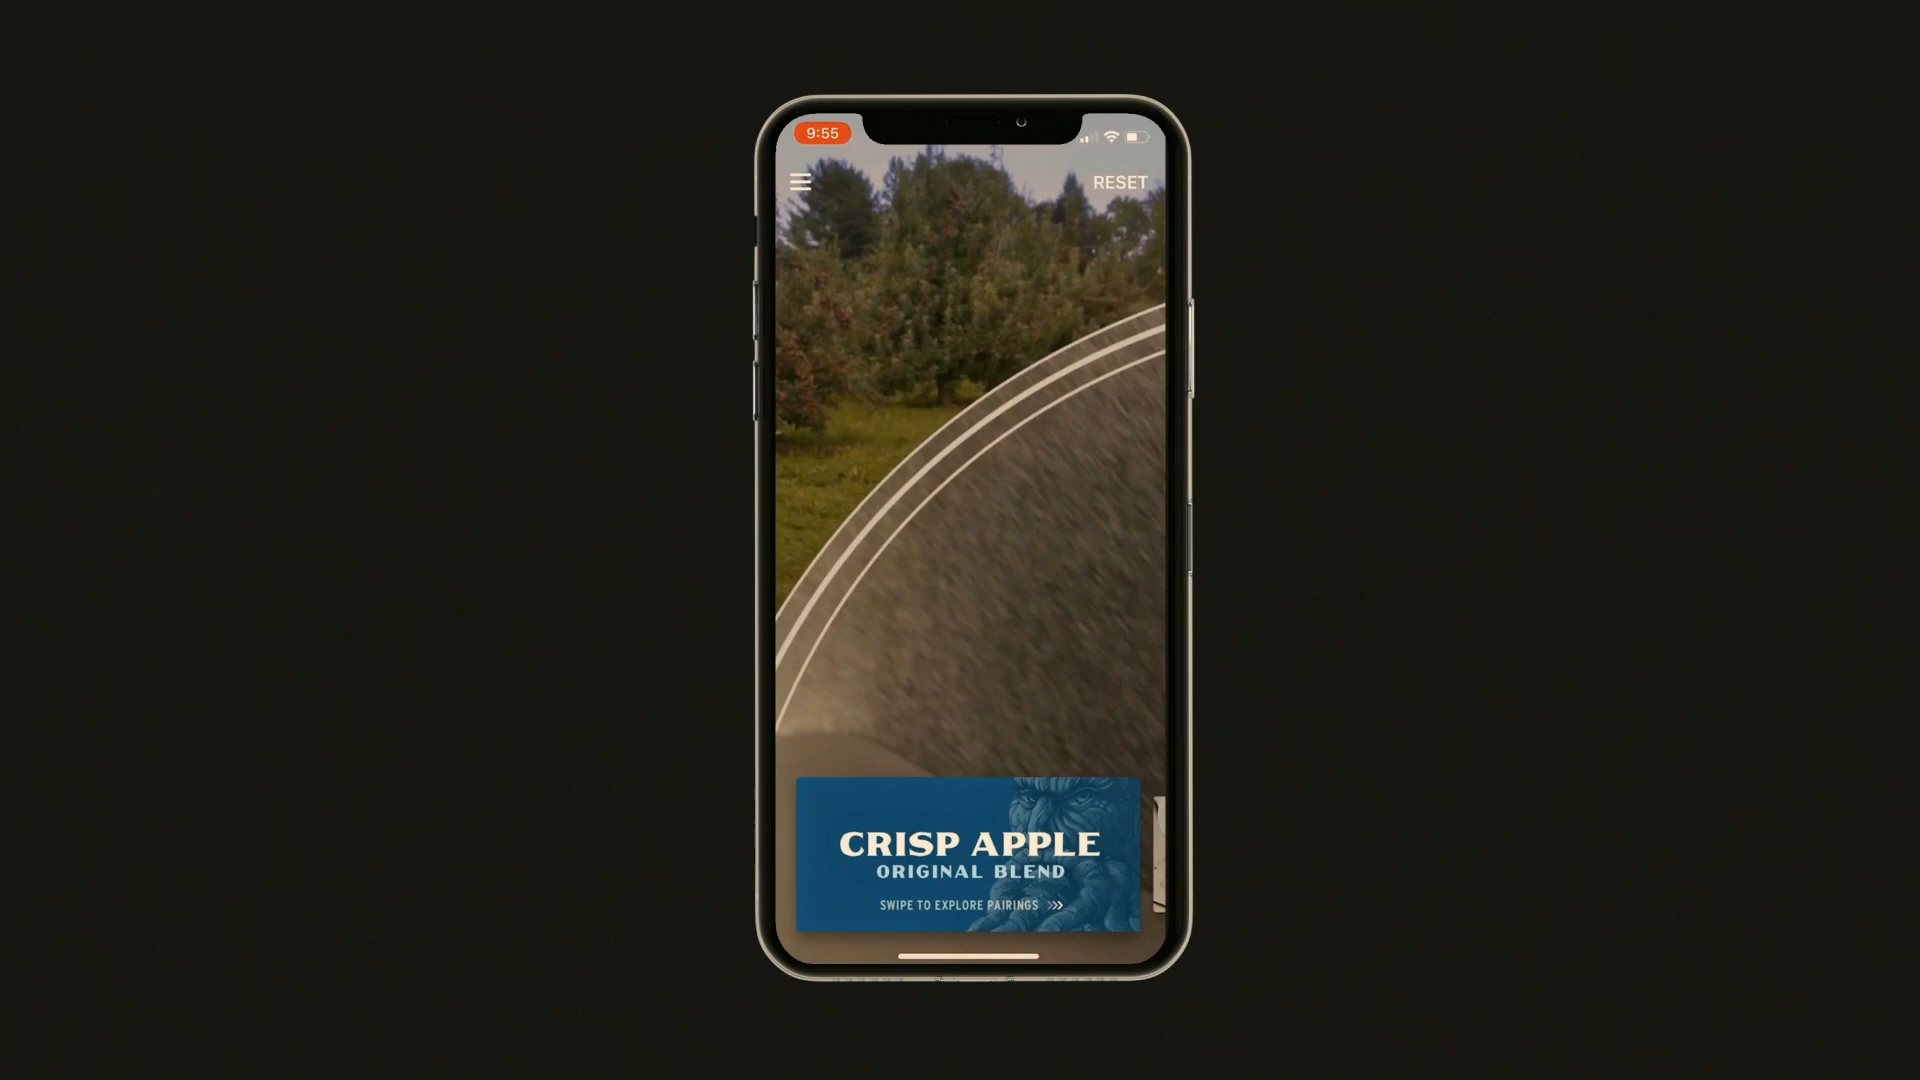 9:55
RESET
CRISP APPLE
ORIGINAL BLEND
SWIPE TO EXPLORE PAIRINGS